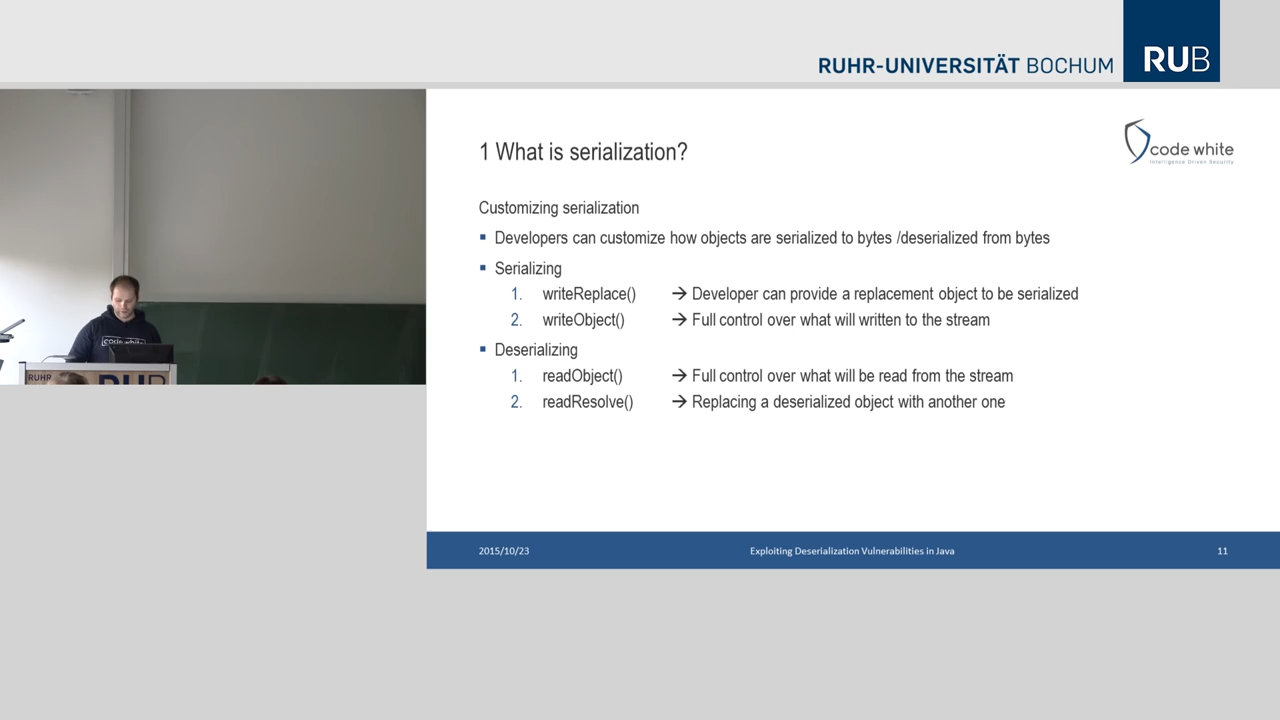 RUHR-UNIVERSITÄT BOCHUM
RUB
code white
Intelligence Driven Security
1 What is serialization?
Customizing serialization
▪ Developers can customize how objects are serialized to bytes /deserialized from bytes
▪ Serializing
1. writeReplace() → Developer can provide a replacement object to be serialized
2. writeObject() → Full control over what will written to the stream
▪ Deserializing
1. readObject() → Full control over what will be read from the stream
2. readResolve() → Replacing a deserialized object with another one
2015/10/23 Exploiting Deserialization Vulnerabilities in Java 11
code white
RUHR
RUB